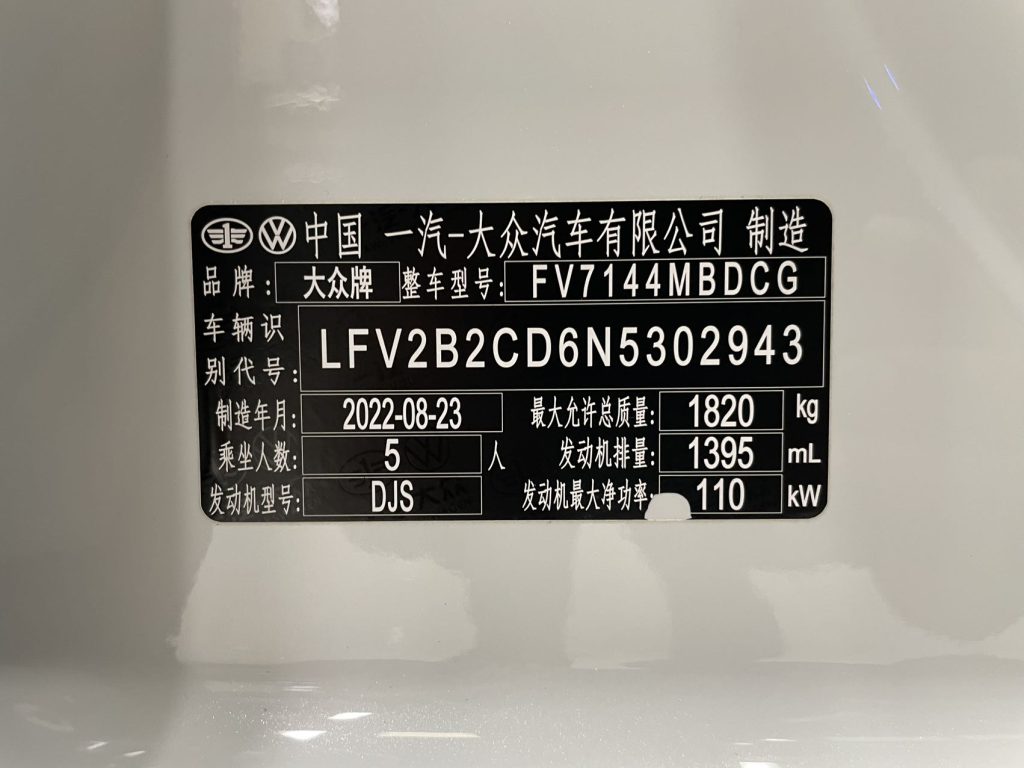 中国 一汽-大众汽车有限公司 制造
品牌: 大众牌 整车型号: FV7144MBDCG
车辆识别代号: LFV2B2CD6N5302943
制造年月: 2022-08-23 最大允许总质量: 1820 kg
乘坐人数: 5 人 发动机排量: 1395 mL
发动机型号: DJS 发动机最大净功率: 110 kW